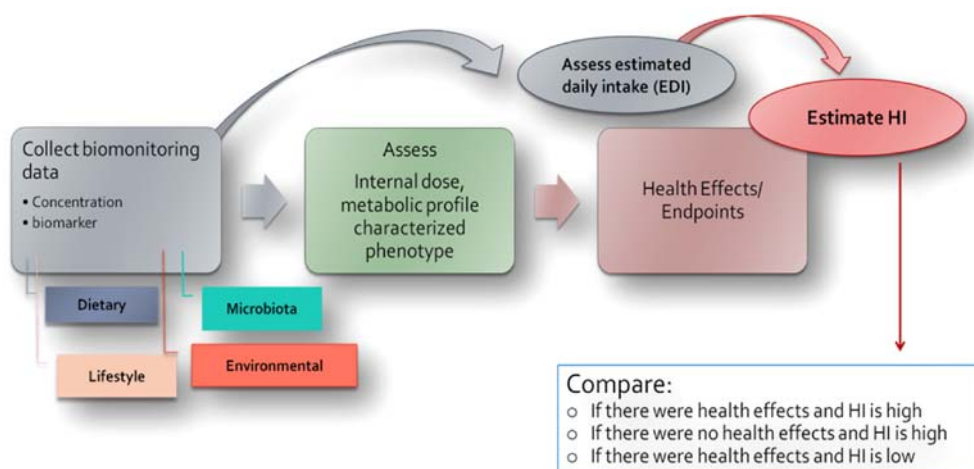 Assess estimated
daily intake (EDI)
Estimate HI
Collect biomonitoring
data
▪ Concentration
▪ biomarker
Assess
Internal dose,
metabolic profile
characterized
phenotype
Health Effects/
Endpoints
Dietary
Microbiota
Lifestyle
Environmental
Compare:
o If there were health effects and HI is high
o If there were no health effects and HI is high
o If there were health effects and HI is low